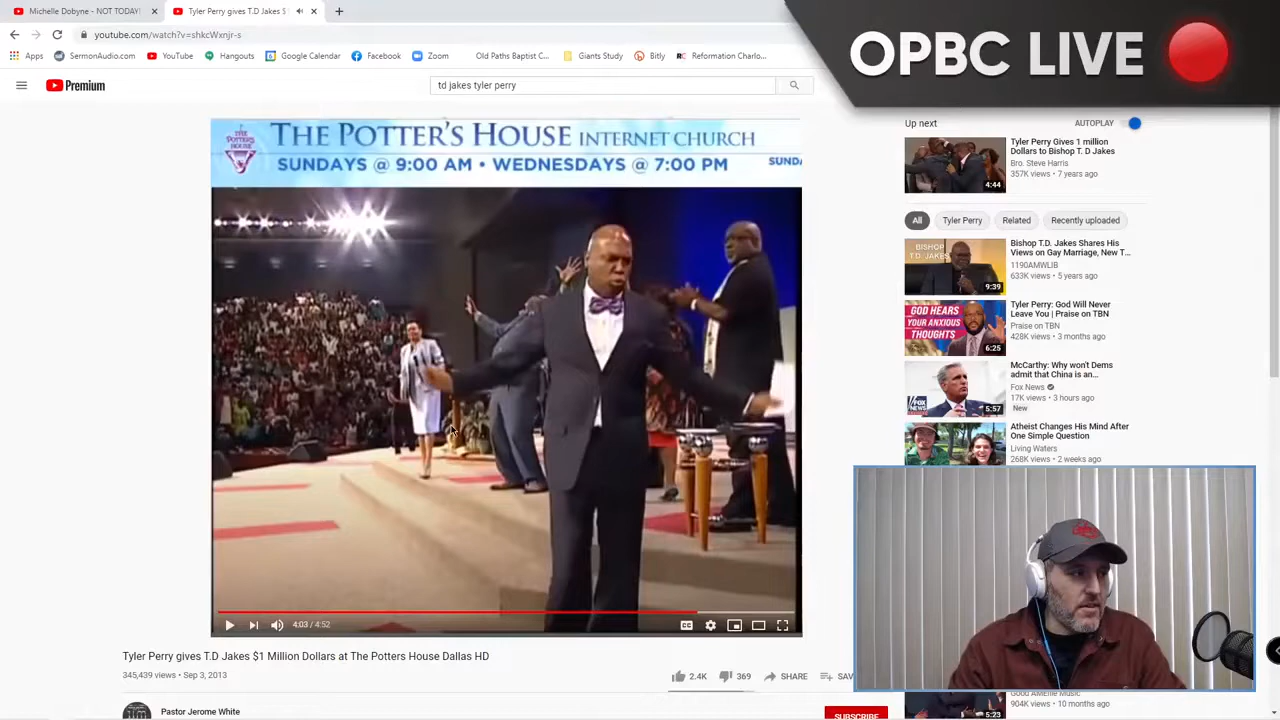 Michelle Dobyne - NOT TODAY!
Tyler Perry gives T.D Jakes $
OPBC LIVE
youtube.com/watch?v=shkcWxnjr-s
Apps
SermonAudio.com
YouTube
Hangouts
Google Calendar
Facebook
Zoom
Old Paths Baptist C...
Giants Study
Bitly
Reformation Charlo...
Premium
td jakes tyler perry
Up next
AUTOPLAY
THE POTTER'S HOUSE INTERNET CHURCH
SUNDAYS @ 9:00 AM • WEDNESDAYS @ 7:00 PM
SUNDA
Tyler Perry Gives 1 million
Dollars to Bishop T. D Jakes
Bro. Steve Harris
357K views • 7 years ago
4:44
All
Tyler Perry
Related
Recently uploaded
BISHOP
T.D. JAKES
Bishop T.D. Jakes Shares His
Views on Gay Marriage, New T...
1190AMWLIB
633K views • 5 years ago
9:39
GOD HEARS
YOUR ANXIOUS
THOUGHTS
Tyler Perry: God Will Never
Leave You | Praise on TBN
Praise on TBN
428K views • 3 months ago
6:25
McCarthy: Why won't Dems
admit that China is an...
Fox News
17K views • 3 hours ago
New
5:57
Atheist Changes His Mind After
One Simple Question
Living Waters
268K views • 2 weeks ago
4:03 / 4:52
CC
Tyler Perry gives T.D Jakes $1 Million Dollars at The Potters House Dallas HD
345,439 views • Sep 3, 2013
2.4K
369
SHARE
SAV
904K views • 10 months ago
5:23
Pastor Jerome White
SUBSCRIBE